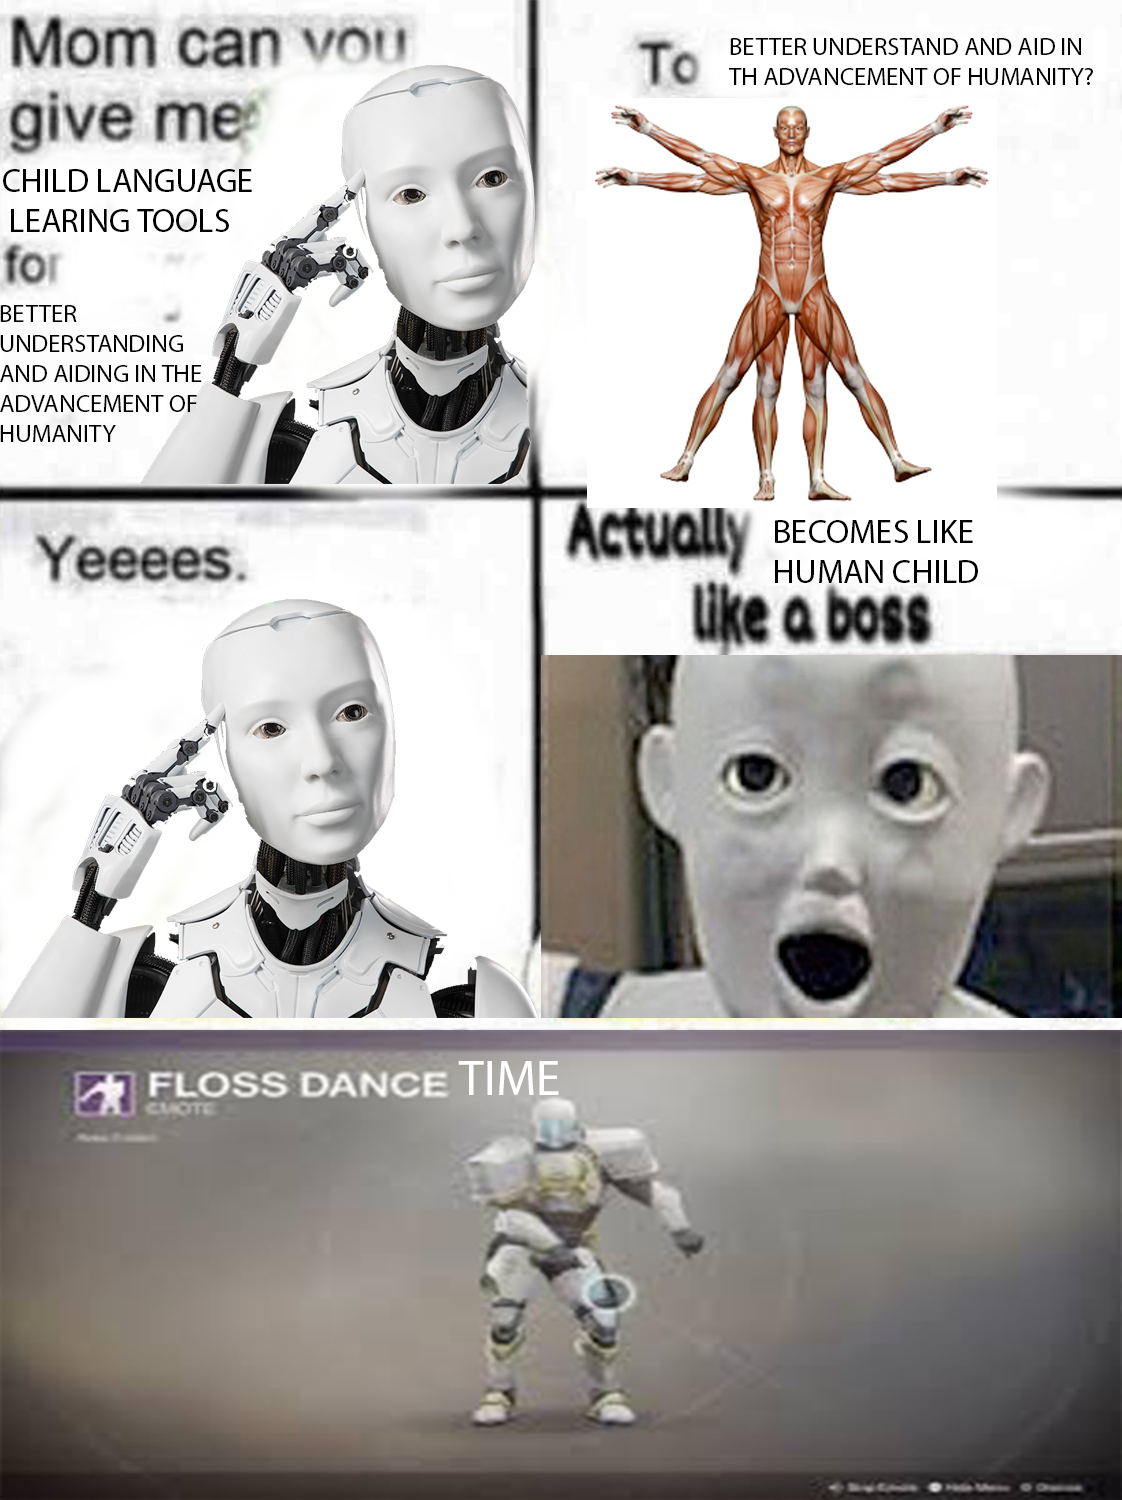 Mom can you
give me
CHILD LANGUAGE
LEARING TOOLS
for
BETTER
UNDERSTANDING
AND AIDING IN THE
ADVANCEMENT OF
HUMANITY
To BETTER UNDERSTAND AND AID IN
TH ADVANCEMENT OF HUMANITY?
Yeeees.
Actually BECOMES LIKE
HUMAN CHILD
like a boss
FLOSS DANCE TIME
EMOTE